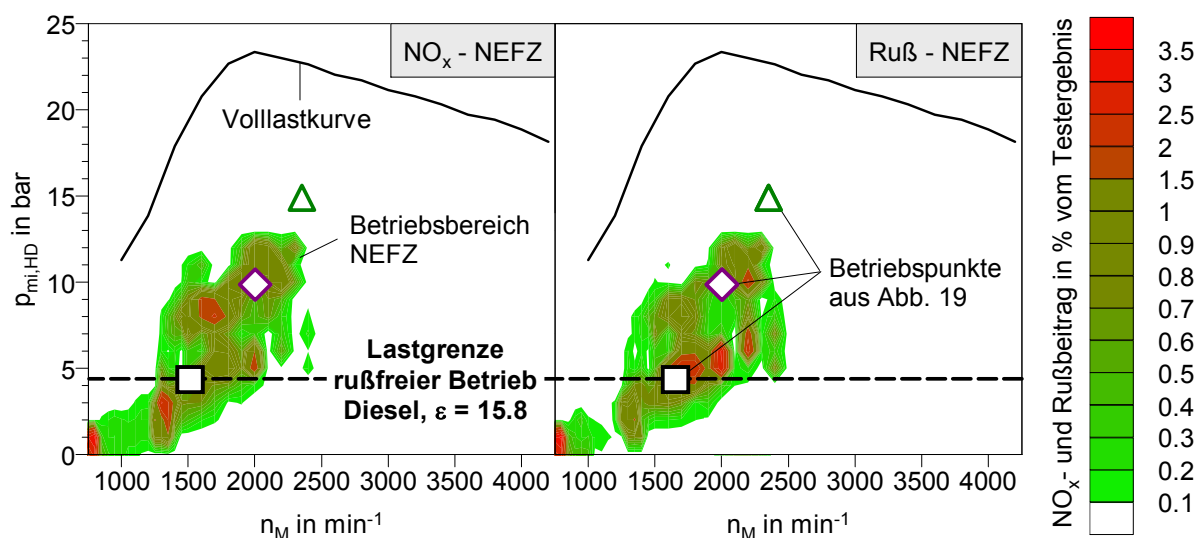 25
20
15
10
5
0
p_mi,HD in bar
NO_x - NEFZ
Volllastkurve
Betriebsbereich
NEFZ
Lastgrenze
rußfreier Betrieb
Diesel, ε = 15.8
1000 1500 2000 2500 3000 3500 4000
n_M in min⁻¹
Ruß - NEFZ
Betriebspunkte
aus Abb. 19
1000 1500 2000 2500 3000 3500 4000
n_M in min⁻¹
NO_x- und Rußbeitrag in % vom Testergebnis
3.5
3
2.5
2
1.5
1
0.9
0.8
0.7
0.6
0.5
0.4
0.3
0.2
0.1